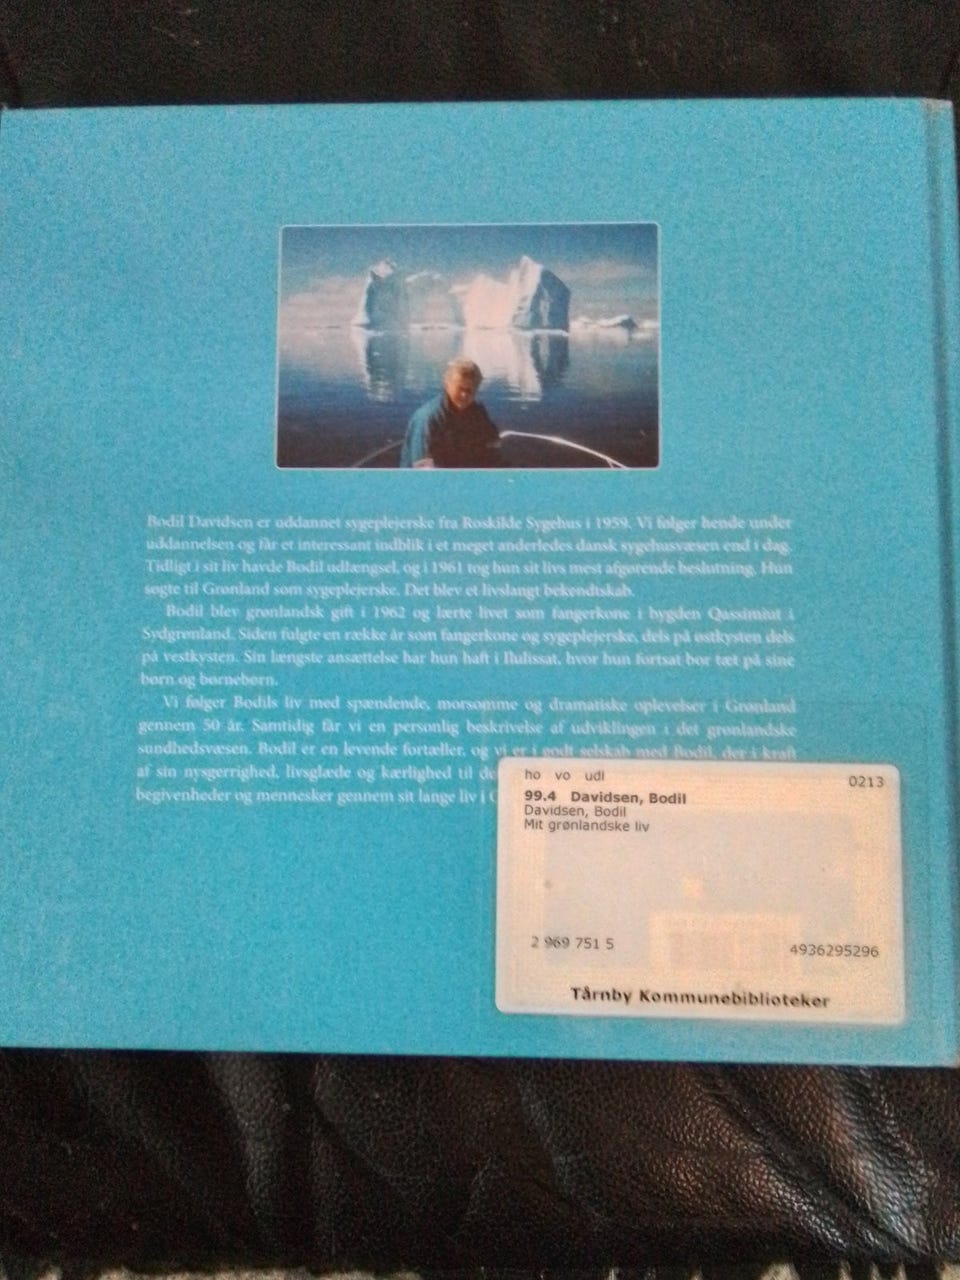 Bodil Davidsen er uddannet sygeplejerske fra Roskilde Sygehus i 1959. Vi følger hende under
uddannelsen og får et interessant indblik i et meget anderledes dansk sygehusvæsen end i dag.
Tidligt i sit liv havde Bodil udlængsel, og i 1961 tog hun sit livs mest afgørende beslutning. Hun
søgte til Grønland som sygeplejerske. Det blev et livslangt bekendtskab.
Bodil blev grønlandsk gift i 1962 og lærte livet som fangerkone i bygden Qassimiut i
Sydgrønland. Siden fulgte en række år som fangerkone og sygeplejerske, dels på østkysten dels
på vestkysten. Sin længste ansættelse har hun haft i Ilulissat, hvor hun fortsat bor tæt på sine
børn og børnebørn.
Vi følger Bodils liv med spændende, morsomme og dramatiske oplevelser i Grønland
gennem 50 år. Samtidig får vi en personlig beskrivelse af udviklingen i det grønlandske
sundhedsvæsen. Bodil er en levende fortæller, og vi er i godt selskab med Bodil, der i kraft
af sin nysgerrighed, livsglæde og kærlighed til
begivenheder og mennesker gennem sit lange liv i
ho vo udl 0213
99.4 Davidsen, Bodil
Davidsen, Bodil
Mit grønlandske liv
2 969 751 5 4936295296
Tårnby Kommunebiblioteker